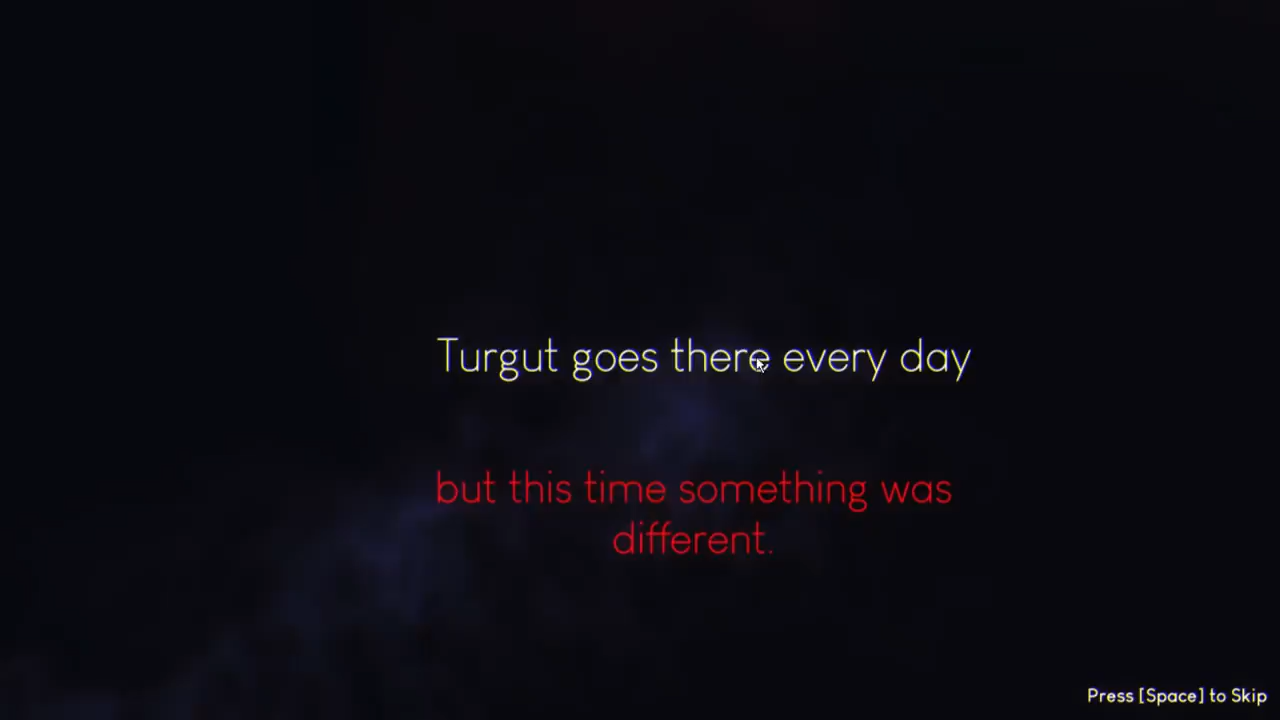 Turgut goes there every day
but this time something was
different.
Press [Space] to Skip